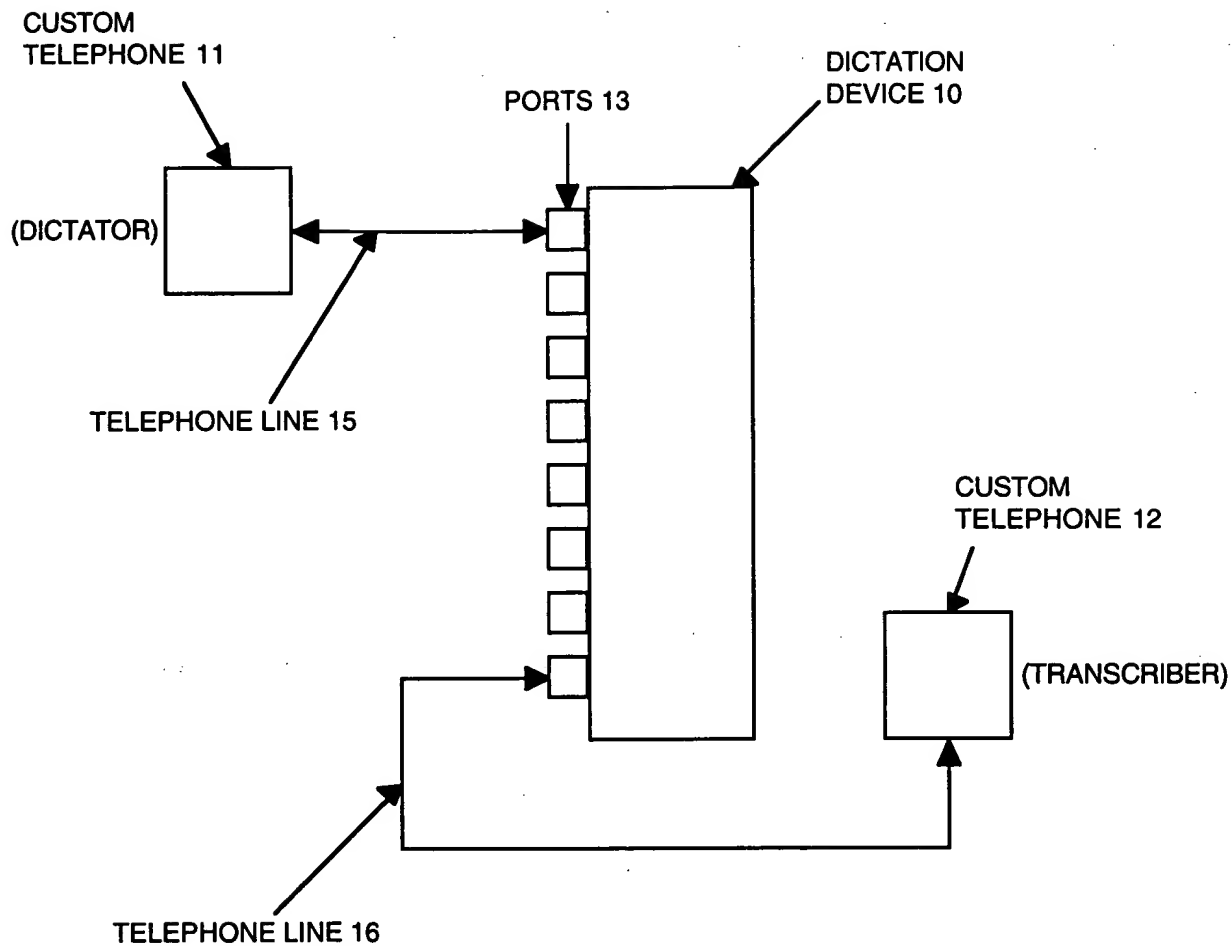 CUSTOM
TELEPHONE 11
DICTATION
DEVICE 10
PORTS 13
(DICTATOR)
TELEPHONE LINE 15
CUSTOM
TELEPHONE 12
(TRANSCRIBER)
TELEPHONE LINE 16